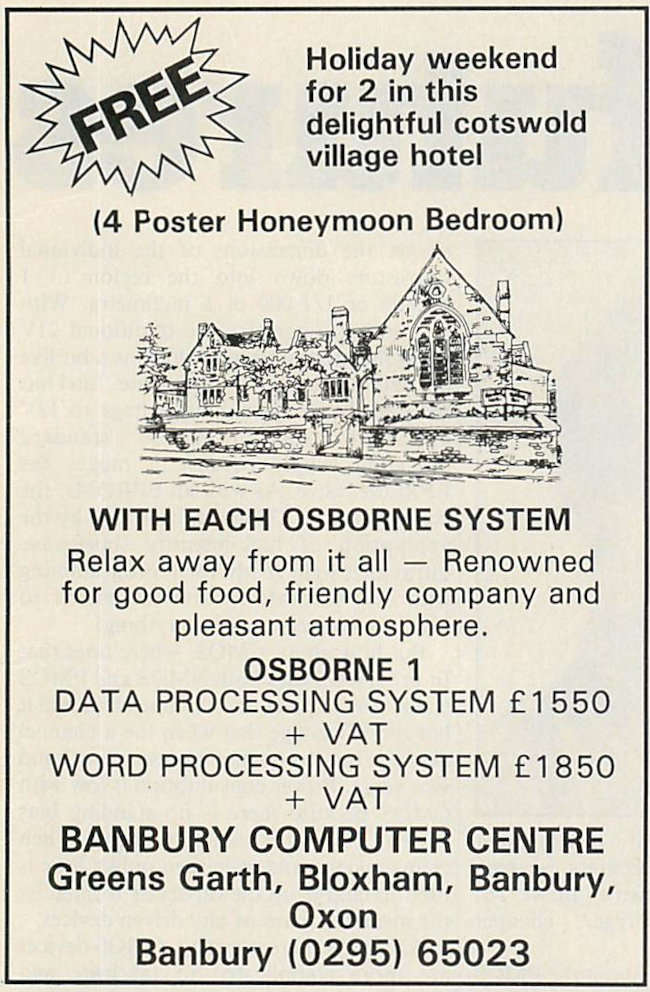 FREE
Holiday weekend
for 2 in this
delightful cotswold
village hotel
(4 Poster Honeymoon Bedroom)
WITH EACH OSBORNE SYSTEM
Relax away from it all — Renowned
for good food, friendly company and
pleasant atmosphere.
OSBORNE 1
DATA PROCESSING SYSTEM £1550
+ VAT
WORD PROCESSING SYSTEM £1850
+ VAT
BANBURY COMPUTER CENTRE
Greens Garth, Bloxham, Banbury,
Oxon
Banbury (0295) 65023